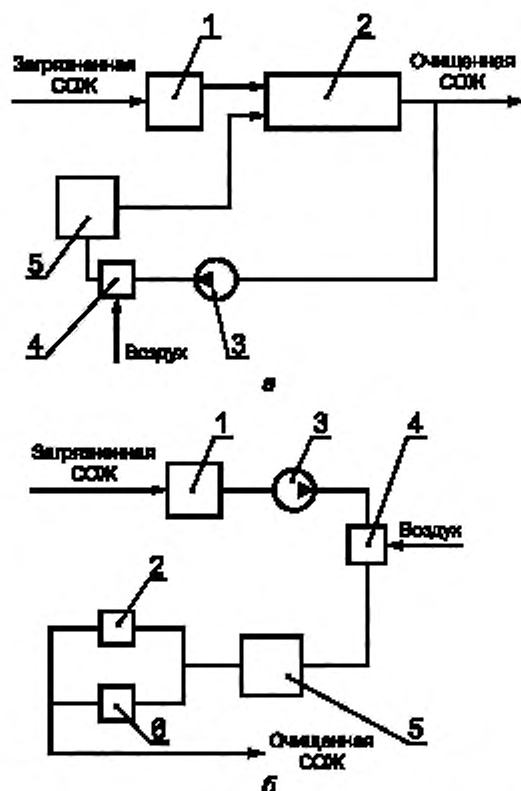 1
2
Загрязненная
СОЖ
Очищенная
СОЖ
5
4
3
Воздух
а
1
3
4
Загрязненная
СОЖ
Воздух
2
6
5
Очищенная
СОЖ
б